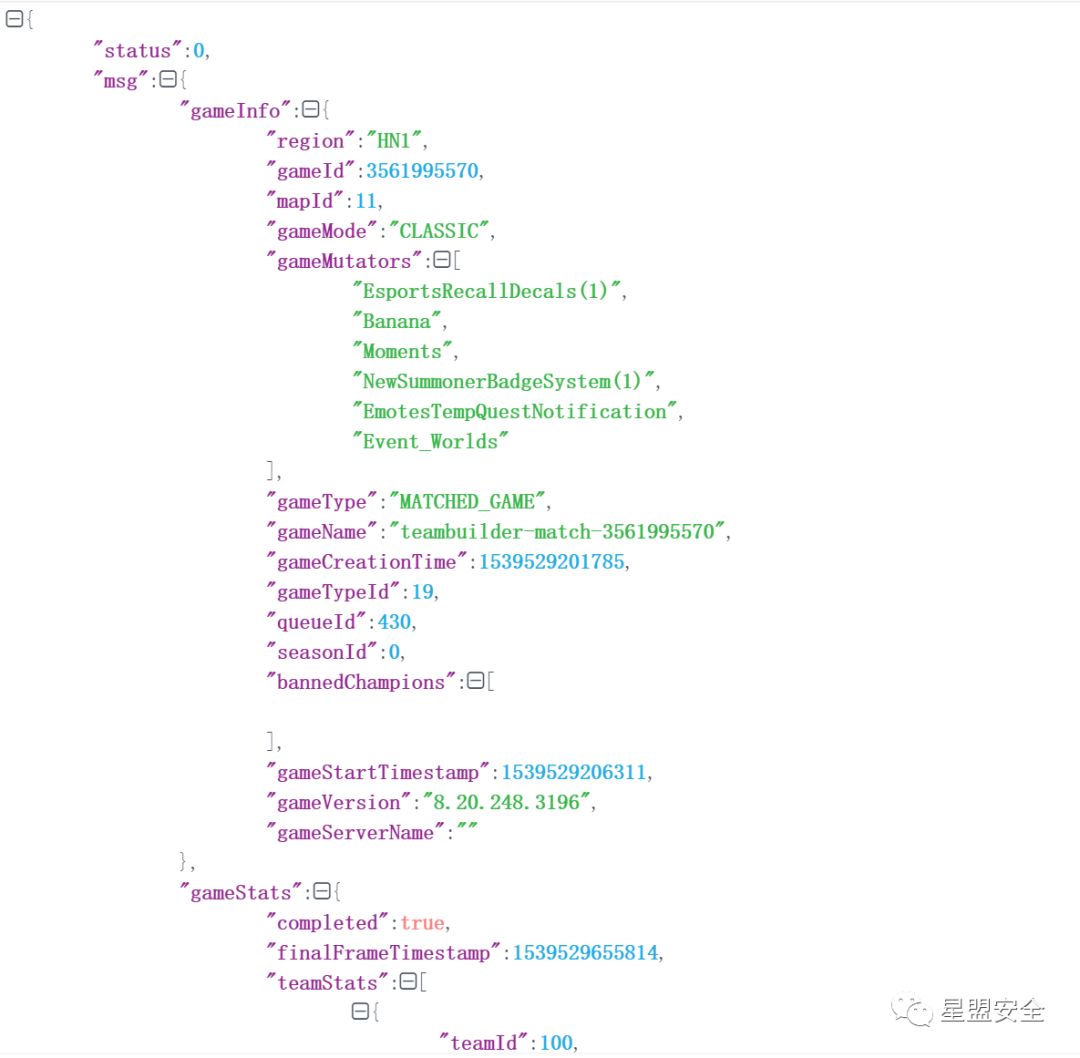 {
"status":0,
"msg":{
"gameInfo":{
"region":"HN1",
"gameId":3561995570,
"mapId":11,
"gameMode":"CLASSIC",
"gameMutators":[
"EsportsRecallDecals(1)",
"Banana",
"Moments",
"NewSummonerBadgeSystem(1)",
"EmotesTempQuestNotification",
"Event_Worlds"
],
"gameType":"MATCHED_GAME",
"gameName":"teambuilder-match-3561995570",
"gameCreationTime":1539529201785,
"gameTypeId":19,
"queueId":430,
"seasonId":0,
"bannedChampions":[
],
"gameStartTimestamp":1539529206311,
"gameVersion":"8.20.248.3196",
"gameServerName":""
},
"gameStats":{
"completed":true,
"finalFrameTimestamp":1539529655814,
"teamStats":[
{
"teamId":100,
星盟安全